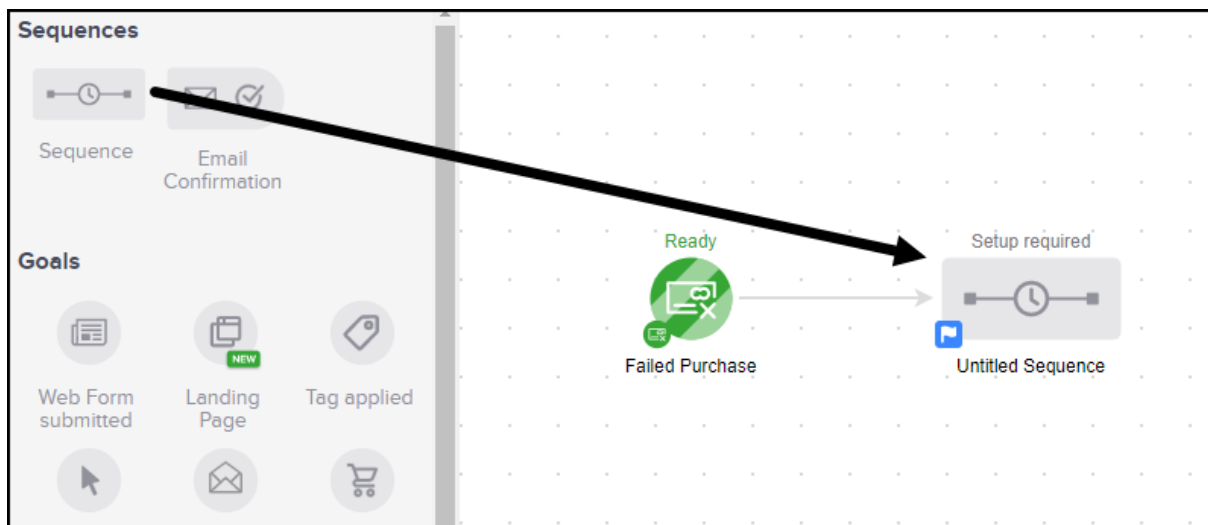 Sequences
Sequence
Email
Confirmation
Goals
NEW
Web Form
submitted
Landing
Page
Tag applied
Ready
Failed Purchase
Setup required
Untitled Sequence